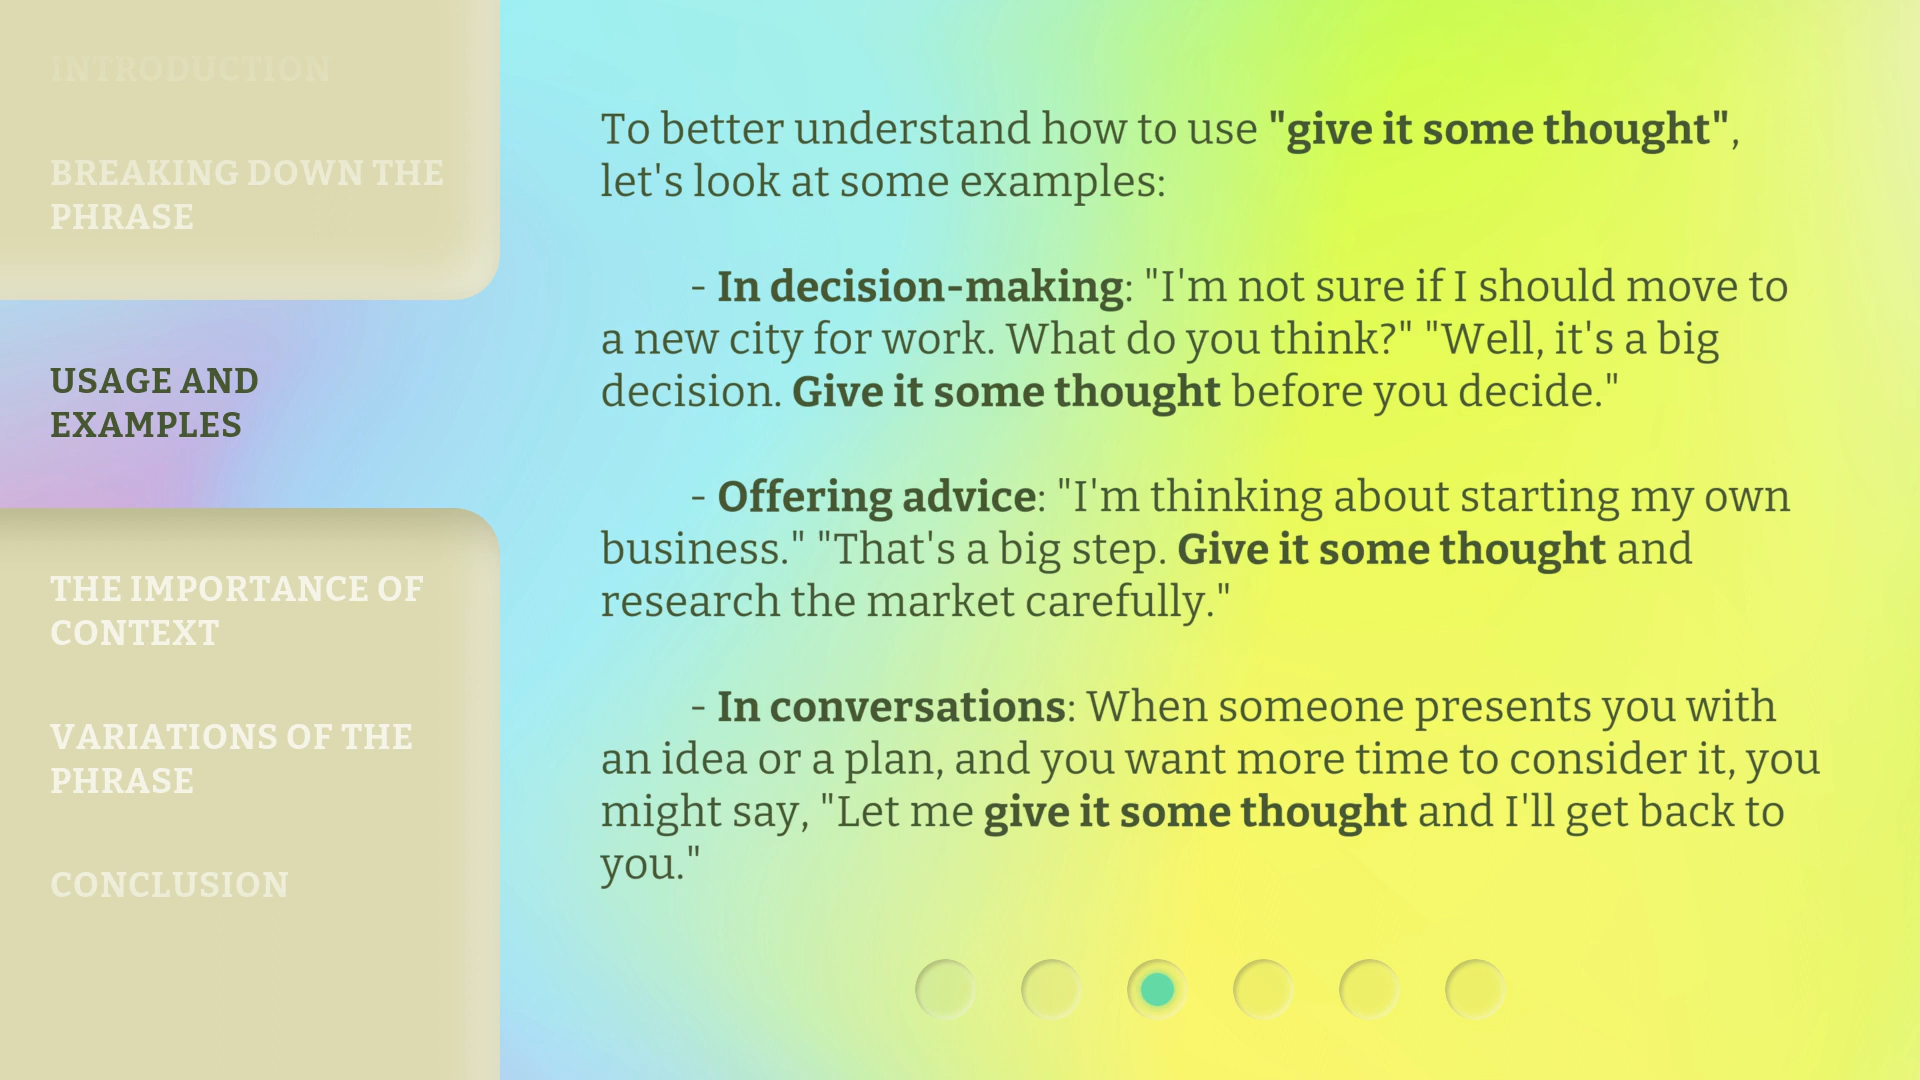 INTRODUCTION
BREAKING DOWN THE
PHRASE
USAGE AND
EXAMPLES
THE IMPORTANCE OF
CONTEXT
VARIATIONS OF THE
PHRASE
CONCLUSION
To better understand how to use "give it some thought",
let's look at some examples:
- In decision-making: "I'm not sure if I should move to
a new city for work. What do you think?" "Well, it's a big
decision. Give it some thought before you decide."
- Offering advice: "I'm thinking about starting my own
business." "That's a big step. Give it some thought and
research the market carefully."
- In conversations: When someone presents you with
an idea or a plan, and you want more time to consider it, you
might say, "Let me give it some thought and I'll get back to
you."